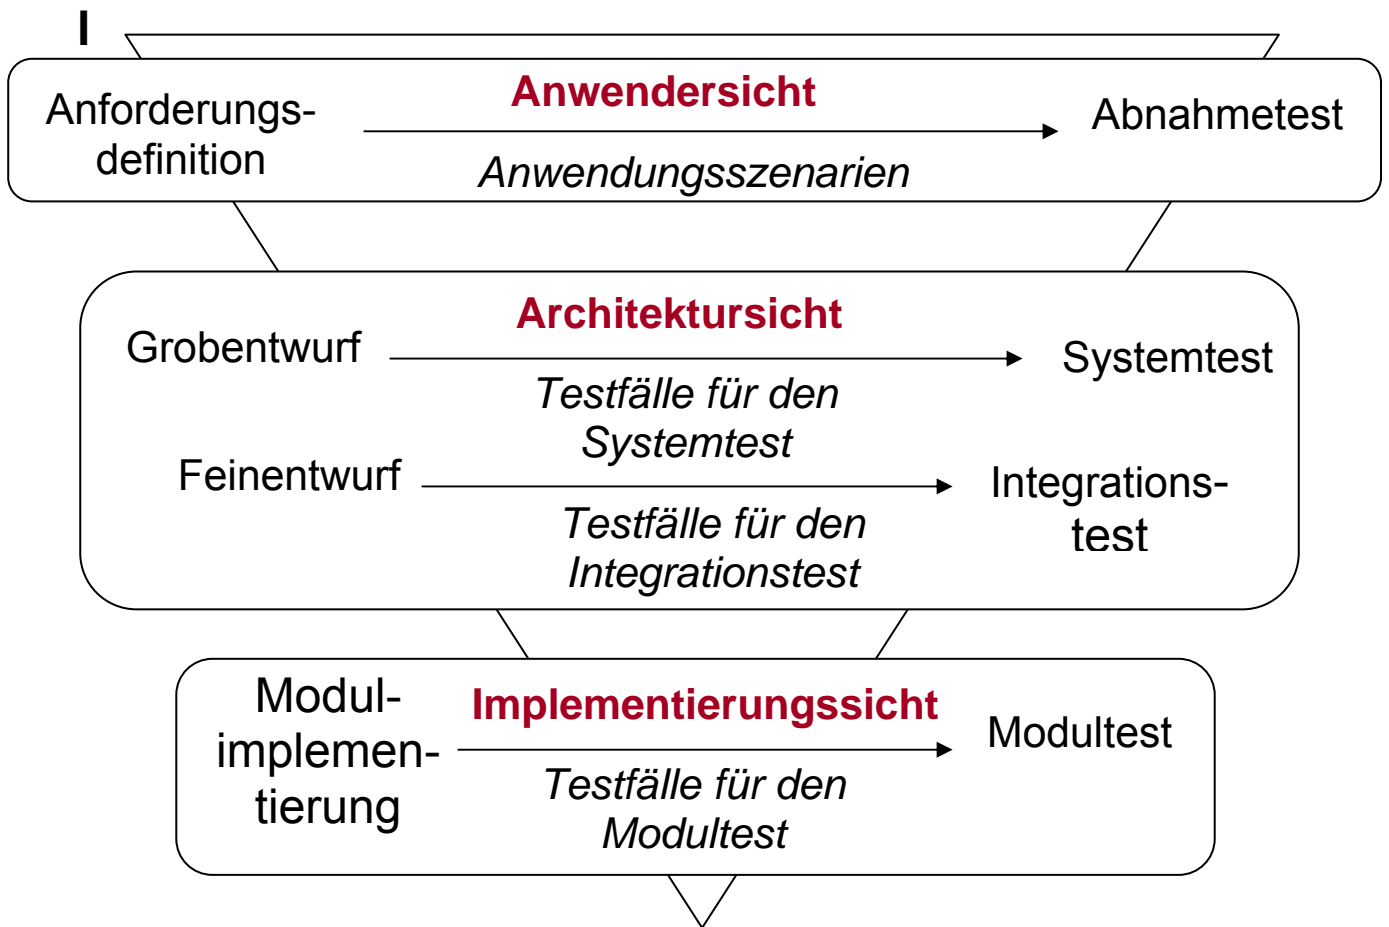 I
Anwendersicht
Anforderungs-
definition
Abnahmetest
Anwendungsszenarien
Architektursicht
Grobentwurf
Systemtest
Testfälle für den
Systemtest
Feinentwurf
Integrations-
test
Testfälle für den
Integrationstest
Modul-
implemen-
tierung
Implementierungssicht
Modultest
Testfälle für den
Modultest